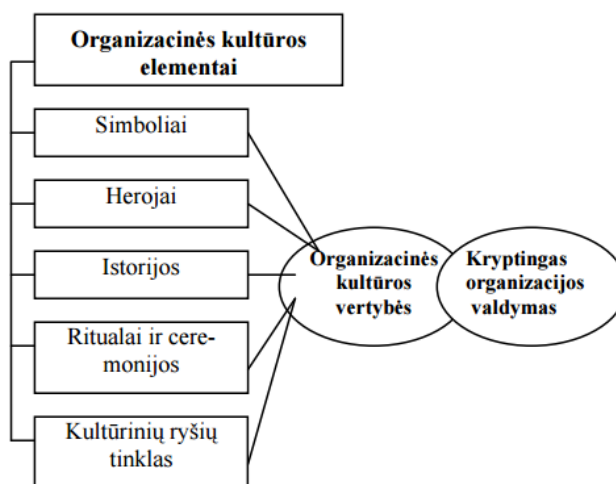 Organizacinės kultūros
elementai
Simboliai
Herojai
Istorijos
Ritualai ir cere-
monijos
Kultūrinių ryšių
tinklas
Organizacinės
kultūros
vertybės
Kryptingas
organizacijos
valdymas